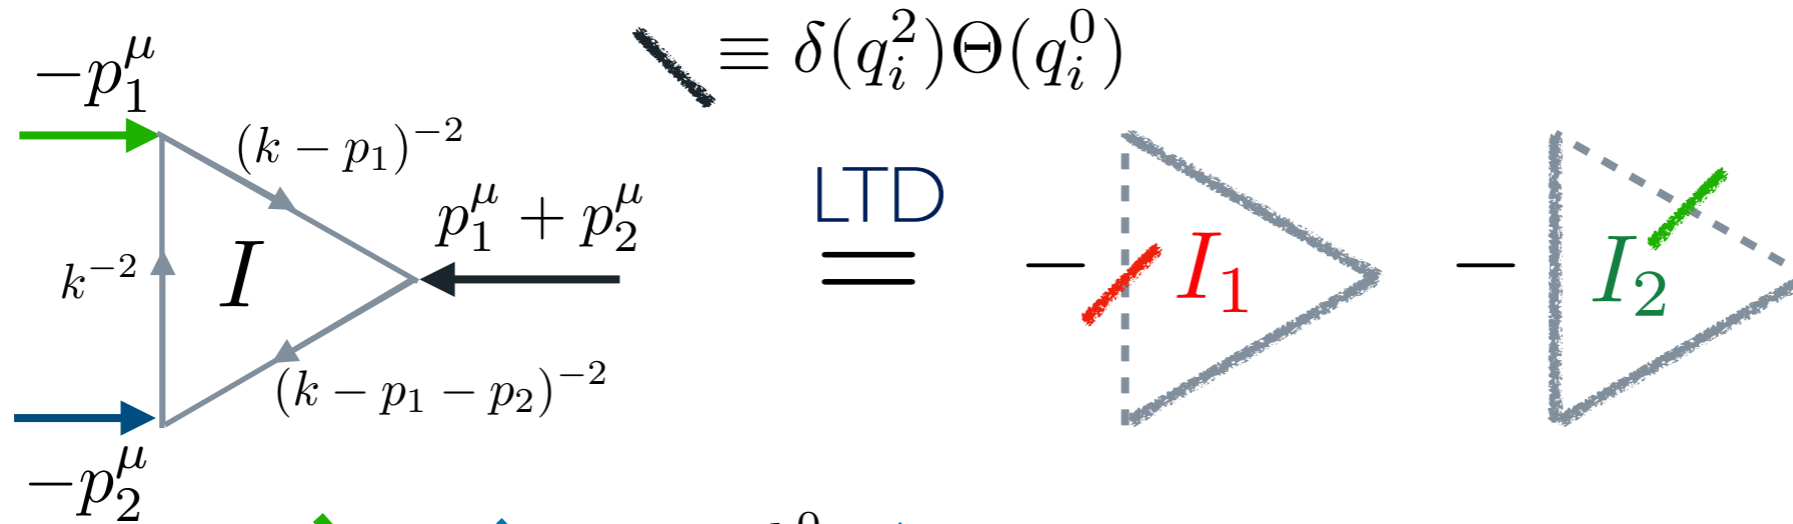 ≡ δ(q_i^2)Θ(q_i^0)
−p_1^μ
(k − p_1)^{−2}
p_1^μ + p_2^μ
LTD
=
k^{−2}
I
− I_1
− I_2
(k − p_1 − p_2)^{−2}
−p_2^μ